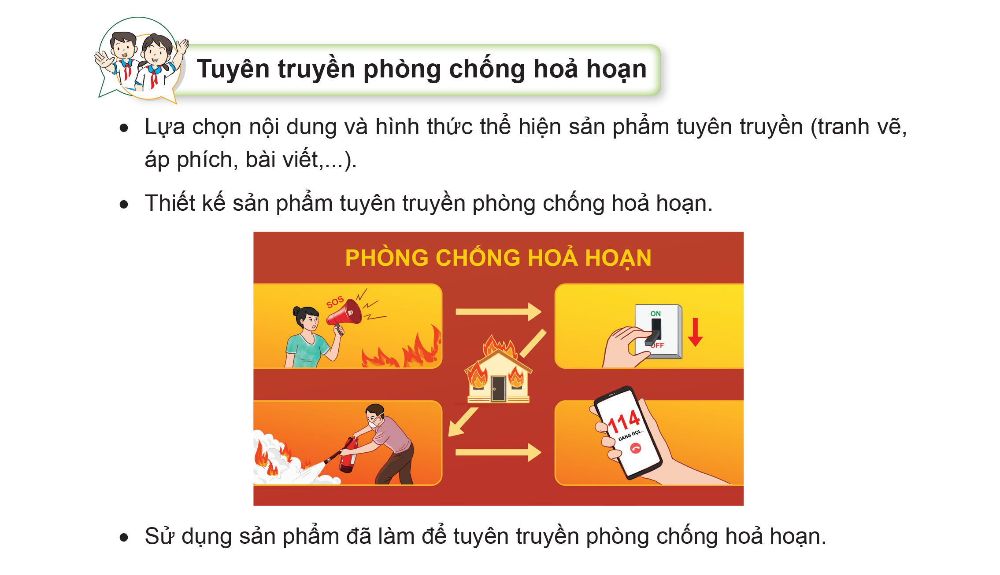 Tuyên truyền phòng chống hoả hoạn
• Lựa chọn nội dung và hình thức thể hiện sản phẩm tuyên truyền (tranh vẽ,
áp phích, bài viết,...).
• Thiết kế sản phẩm tuyên truyền phòng chống hoả hoạn.
PHÒNG CHỐNG HOẢ HOẠN
SOS
ON
OFF
114
ĐANG GỌI...
• Sử dụng sản phẩm đã làm để tuyên truyền phòng chống hoả hoạn.